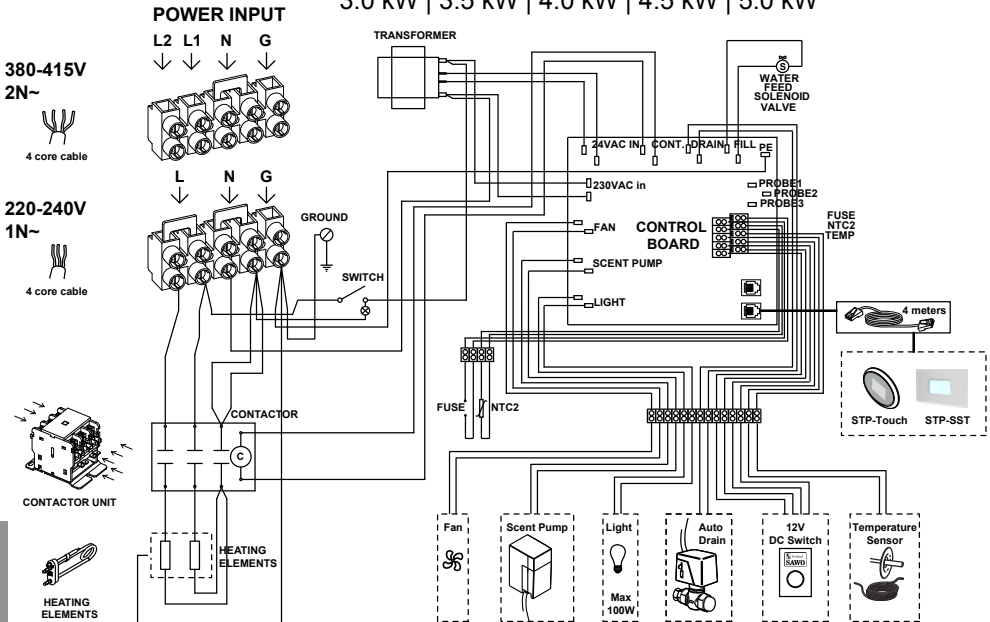 3.0 kW | 3.5 kW | 4.0 kW | 4.5 kW | 5.0 kW
POWER INPUT
L2 L1 N G
380-415V
2N~
4 core cable
L N G
220-240V
1N~
4 core cable
TRANSFORMER
S
WATER
FEED
SOLENOID
VALVE
24VAC IN CONT. DRAIN FILL PE
230VAC in
PROBE1
PROBE2
PROBE3
FAN
CONTROL
BOARD
FUSE
NTC2
TEMP
SCENT PUMP
LIGHT
GROUND
SWITCH
4 meters
STP-Touch STP-SST
FUSE NTC2
CONTACTOR
C
CONTACTOR UNIT
HEATING
ELEMENTS
HEATING
ELEMENTS
Fan
Scent Pump
Light
Max
100W
Auto
Drain
12V
DC Switch
SAWO
Temperature
Sensor